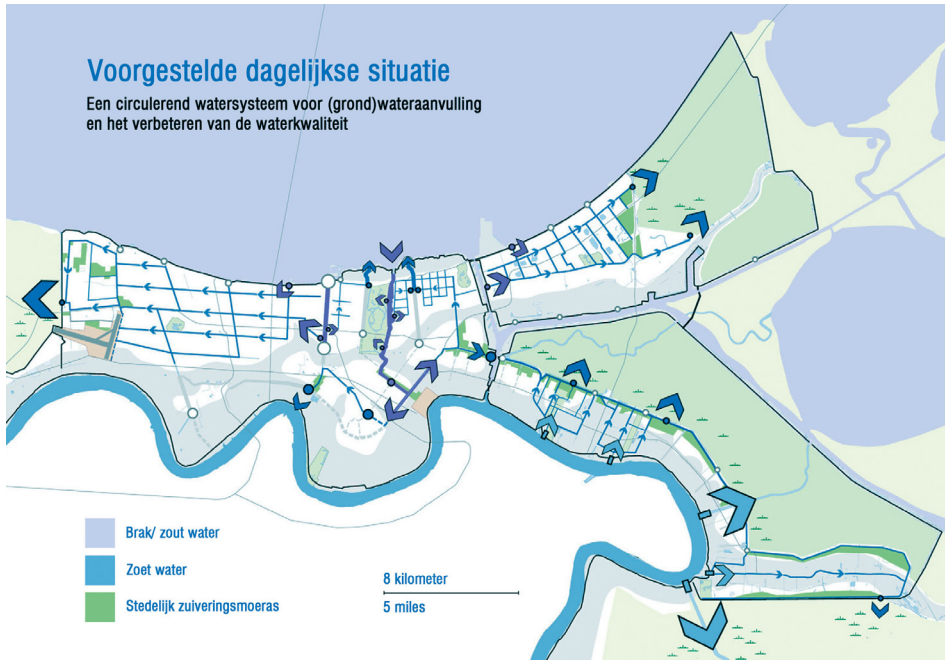 Voorgestelde dagelijkse situatie
Een circulerend watersysteem voor (grond)wateraanvulling
en het verbeteren van de waterkwaliteit
Brak/ zout water
Zoet water
Stedelijk zuiveringsmoeras
8 kilometer
5 miles